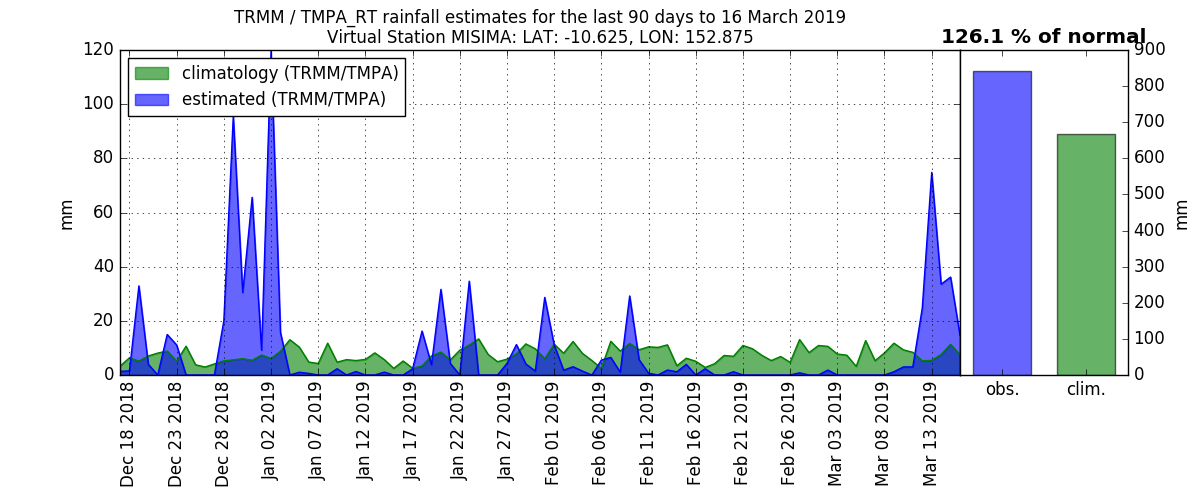 TRMM / TMPA_RT rainfall estimates for the last 90 days to 16 March 2019
Virtual Station MISIMA: LAT: -10.625, LON: 152.875
126.1 % of normal
climatology (TRMM/TMPA)
estimated (TRMM/TMPA)
mm
120
100
80
60
40
20
0
Dec 18 2018
Dec 23 2018
Dec 28 2018
Jan 02 2019
Jan 07 2019
Jan 12 2019
Jan 17 2019
Jan 22 2019
Jan 27 2019
Feb 01 2019
Feb 06 2019
Feb 11 2019
Feb 16 2019
Feb 21 2019
Feb 26 2019
Mar 03 2019
Mar 08 2019
Mar 13 2019
900
800
700
600
500
400
300
200
100
0
mm
obs.
clim.